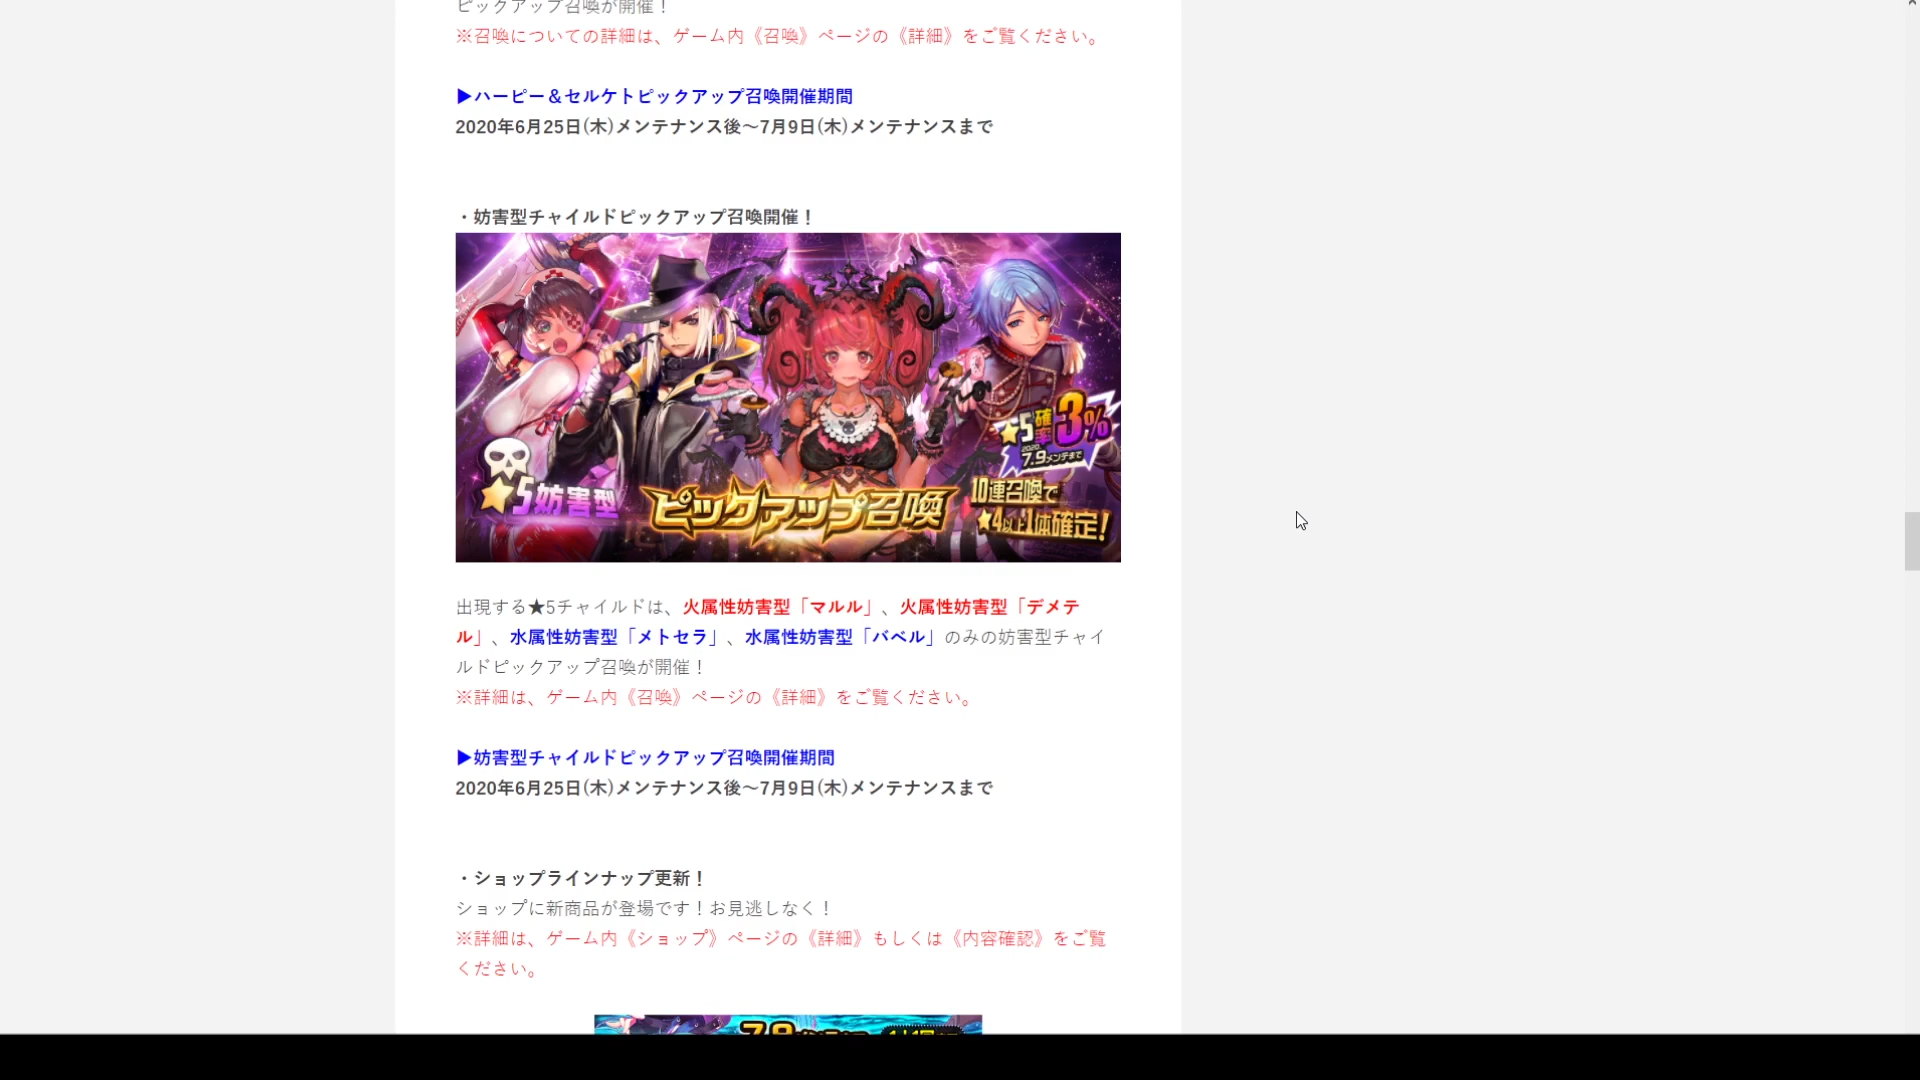 ピックアップ召喚が開催！
※召喚についての詳細は、ゲーム内《召喚》ページの《詳細》をご覧ください。
▶ハーピー＆セルケトピックアップ召喚開催期間
2020年6月25日(木)メンテナンス後～7月9日(木)メンテナンスまで
・妨害型チャイルドピックアップ召喚開催！
★5確率3%
2020
7.9メンテまで
★5妨害型
ピックアップ召喚
10連召喚で
★4以上1体確定!
出現する★5チャイルドは、火属性妨害型「マルル」、火属性妨害型「デメテ
ル」、水属性妨害型「メトセラ」、水属性妨害型「バベル」のみの妨害型チャイ
ルドピックアップ召喚が開催！
※詳細は、ゲーム内《召喚》ページの《詳細》をご覧ください。
▶妨害型チャイルドピックアップ召喚開催期間
2020年6月25日(木)メンテナンス後～7月9日(木)メンテナンスまで
・ショップラインナップ更新！
ショップに新商品が登場です！お見逃しなく！
※詳細は、ゲーム内《ショップ》ページの《詳細》もしくは《内容確認》をご覧
ください。